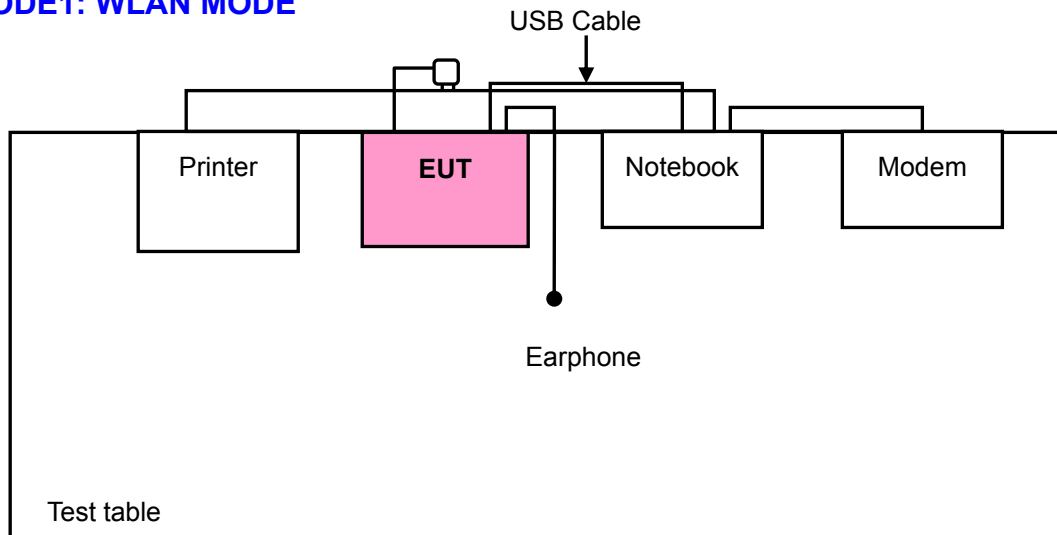 ODE1: WLAN MODE
USB Cable
Printer
EUT
Notebook
Modem
Earphone
Test table